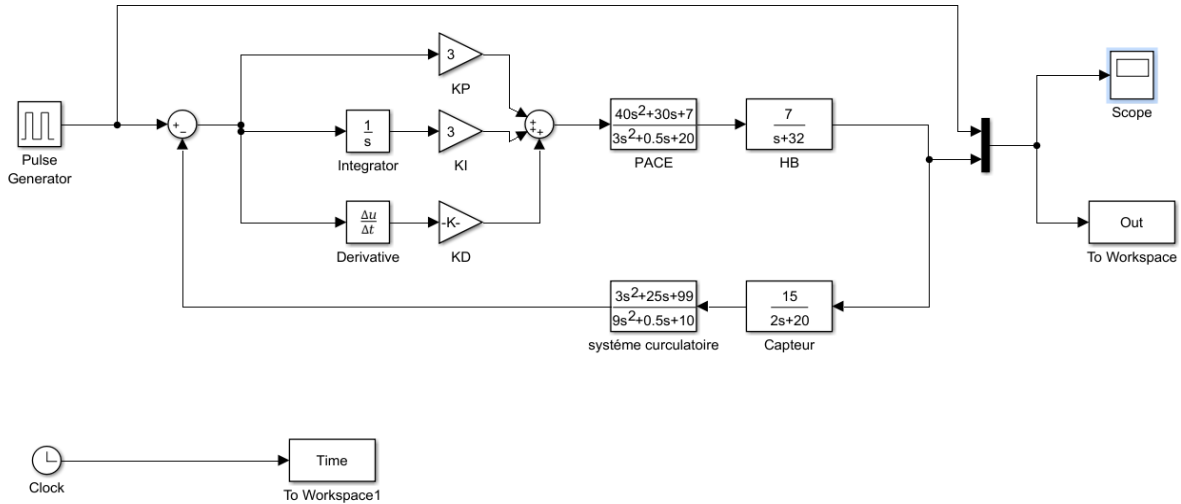 3
KP
Scope
Pulse
Generator
+
−
1
s
Integrator
3
KI
+
+
+
40s2+30s+7
3s2+0.5s+20
PACE
7
s+32
HB
Δu
Δt
Derivative
-K-
KD
Out
To Workspace
3s2+25s+99
9s2+0.5s+10
systéme curculatoire
15
2s+20
Capteur
Clock
Time
To Workspace1